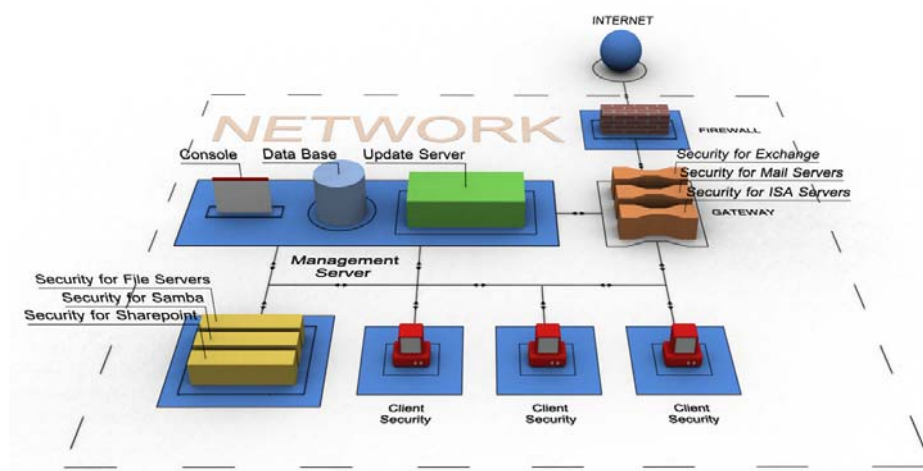 INTERNET
NETWORK
FIREWALL
Console
Data Base
Update Server
Security for Exchange
Security for Mail Servers
Security for ISA Servers
GATEWAY
Management
Server
Security for File Servers
Security for Samba
Security for Sharepoint
Client
Security
Client
Security
Client
Security